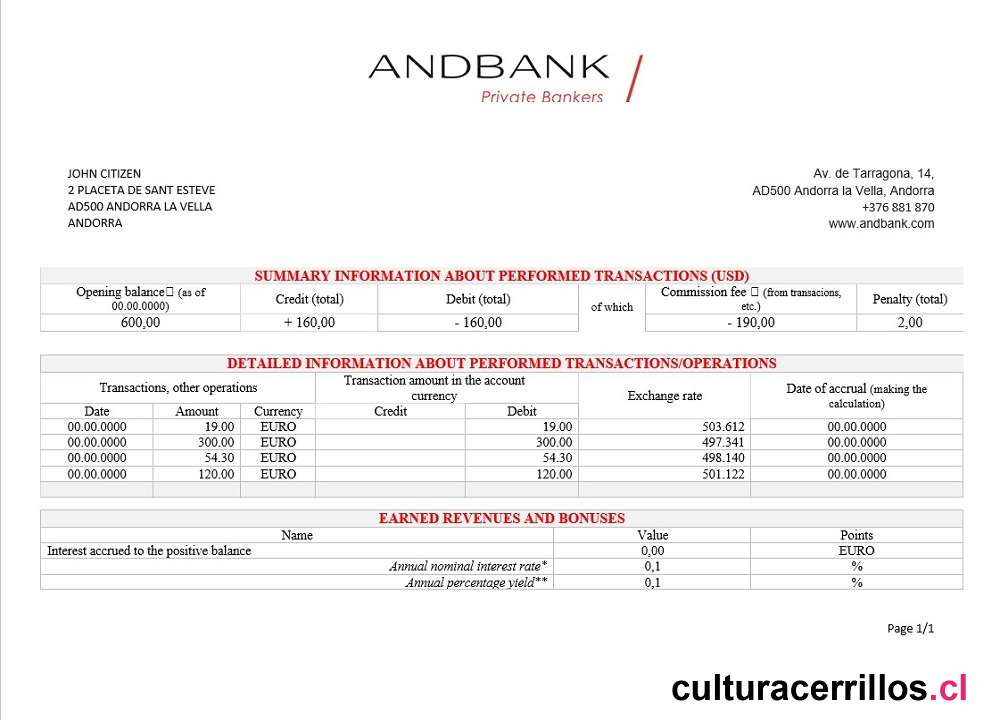 ANDBANK
Private Bankers
JOHN CITIZEN
2 PLACETA DE SANT ESTEVE
AD500 ANDORRA LA VELLA
ANDORRA
Av. de Tarragona, 14,
AD500 Andorra la Vella, Andorra
+376 881 870
www.andbank.com
SUMMARY INFORMATION ABOUT PERFORMED TRANSACTIONS (USD)
Opening balance (as of 00.00.0000) Credit (total) Debit (total) of which Commission fee (from transacions, etc.) Penalty (total)
600,00 + 160,00 - 160,00 - 190,00 2,00
DETAILED INFORMATION ABOUT PERFORMED TRANSACTIONS/OPERATIONS
Transactions, other operations Transaction amount in the account currency Exchange rate Date of accrual (making the calculation)
Date Amount Currency Credit Debit
00.00.0000 19.00 EURO 19.00 503.612 00.00.0000
00.00.0000 300.00 EURO 300.00 497.341 00.00.0000
00.00.0000 54.30 EURO 54.30 498.140 00.00.0000
00.00.0000 120.00 EURO 120.00 501.122 00.00.0000
EARNED REVENUES AND BONUSES
Name Value Points
Interest accrued to the positive balance 0,00 EURO
Annual nominal interest rate* 0,1 %
Annual percentage yield** 0,1 %
Page 1/1
culturacerrillos.cl